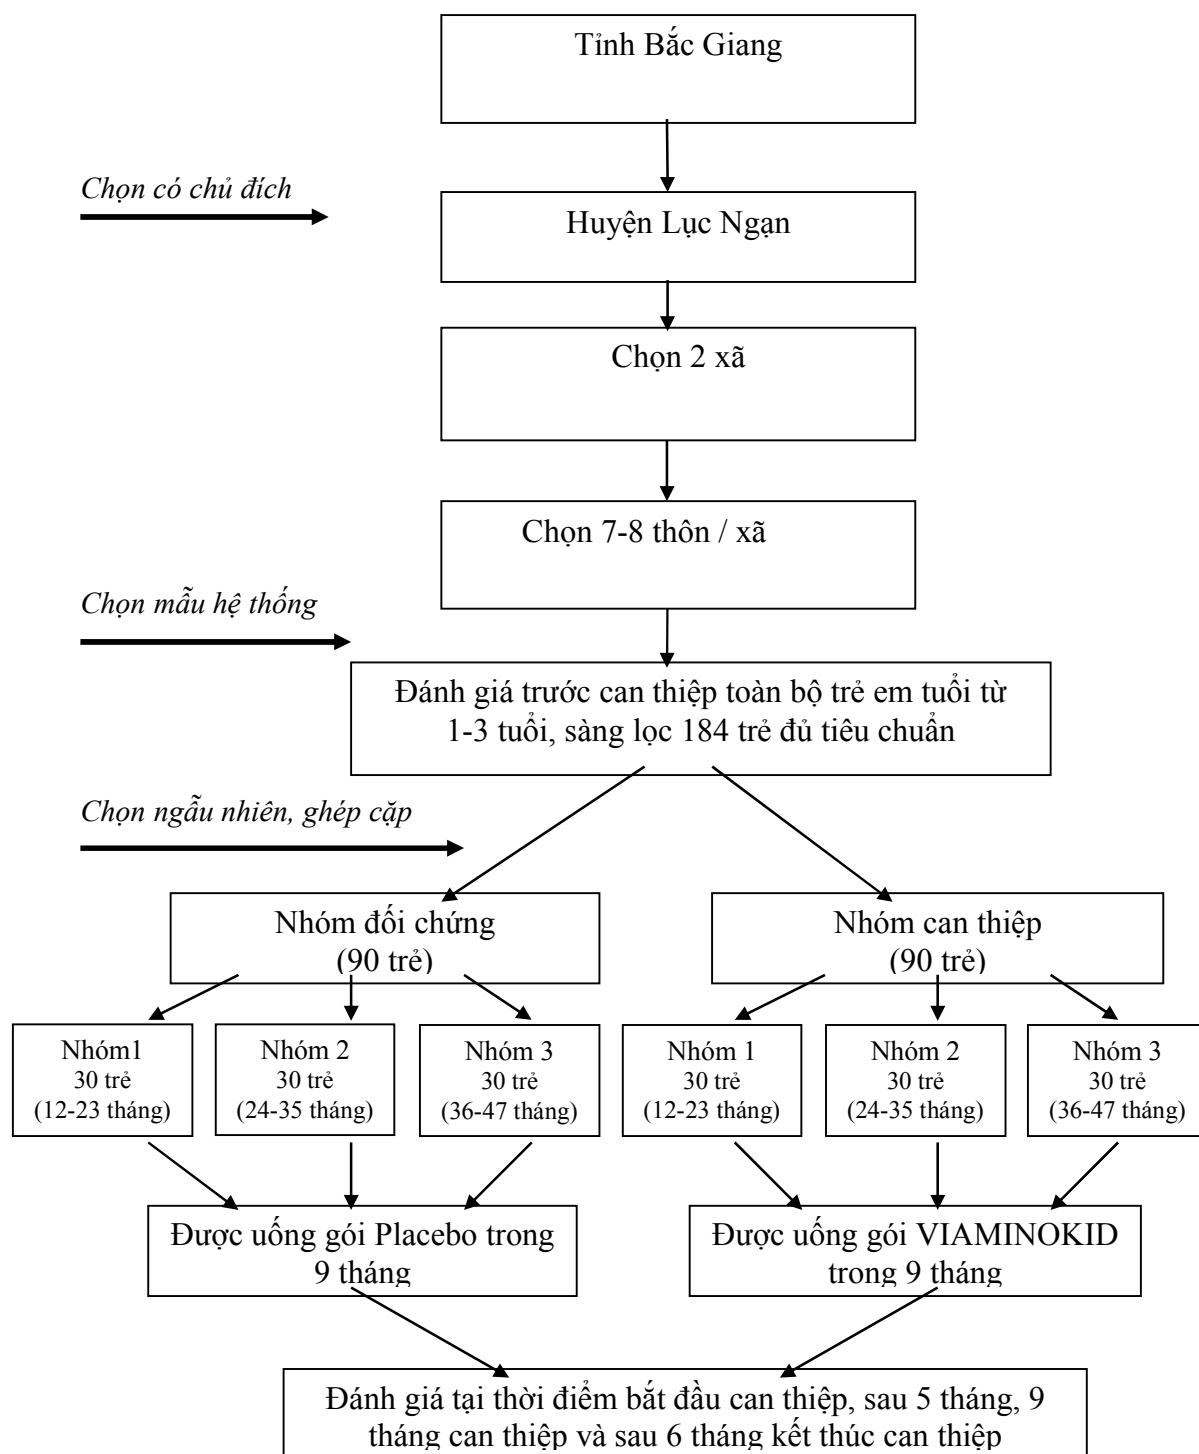 Tỉnh Bắc Giang
Chọn có chủ đích
Huyện Lục Ngạn
Chọn 2 xã
Chọn 7-8 thôn / xã
Chọn mẫu hệ thống
Đánh giá trước can thiệp toàn bộ trẻ em tuổi từ
1-3 tuổi, sàng lọc 184 trẻ đủ tiêu chuẩn
Chọn ngẫu nhiên, ghép cặp
Nhóm đối chứng
(90 trẻ)
Nhóm can thiệp
(90 trẻ)
Nhóm1
30 trẻ
(12-23 tháng)
Nhóm 2
30 trẻ
(24-35 tháng)
Nhóm 3
30 trẻ
(36-47 tháng)
Nhóm 1
30 trẻ
(12-23 tháng)
Nhóm 2
30 trẻ
(24-35 tháng)
Nhóm 3
30 trẻ
(36-47 tháng)
Được uống gói Placebo trong
9 tháng
Được uống gói VIAMINOKID
trong 9 tháng
Đánh giá tại thời điểm bắt đầu can thiệp, sau 5 tháng, 9
tháng can thiệp và sau 6 tháng kết thúc can thiệp